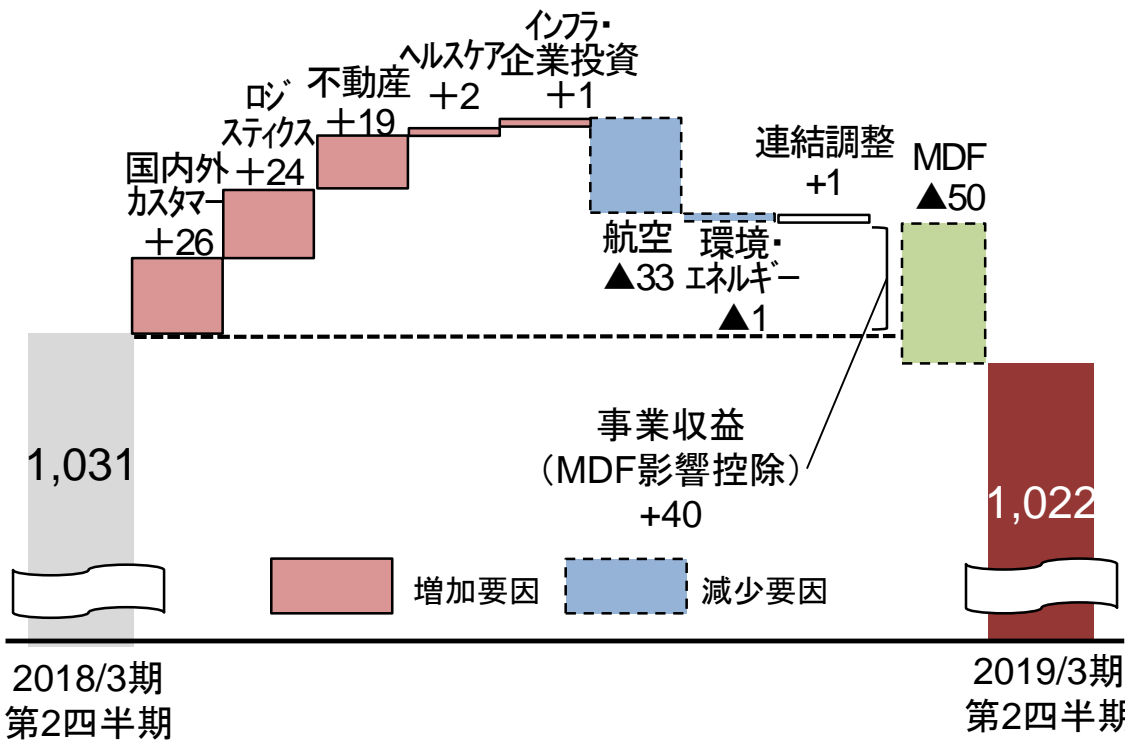 国内外
カスタマー
+26
ロジ
スティクス
+24
不動産
+19
ヘルスケア
+2
インフラ・
企業投資
+1
航空
▲33
環境・
エネルギー
▲1
連結調整
+1
MDF
▲50
1,031
事業収益
（MDF影響控除）
+40
1,022
増加要因
減少要因
2018/3期
第2四半期
2019/3期
第2四半期